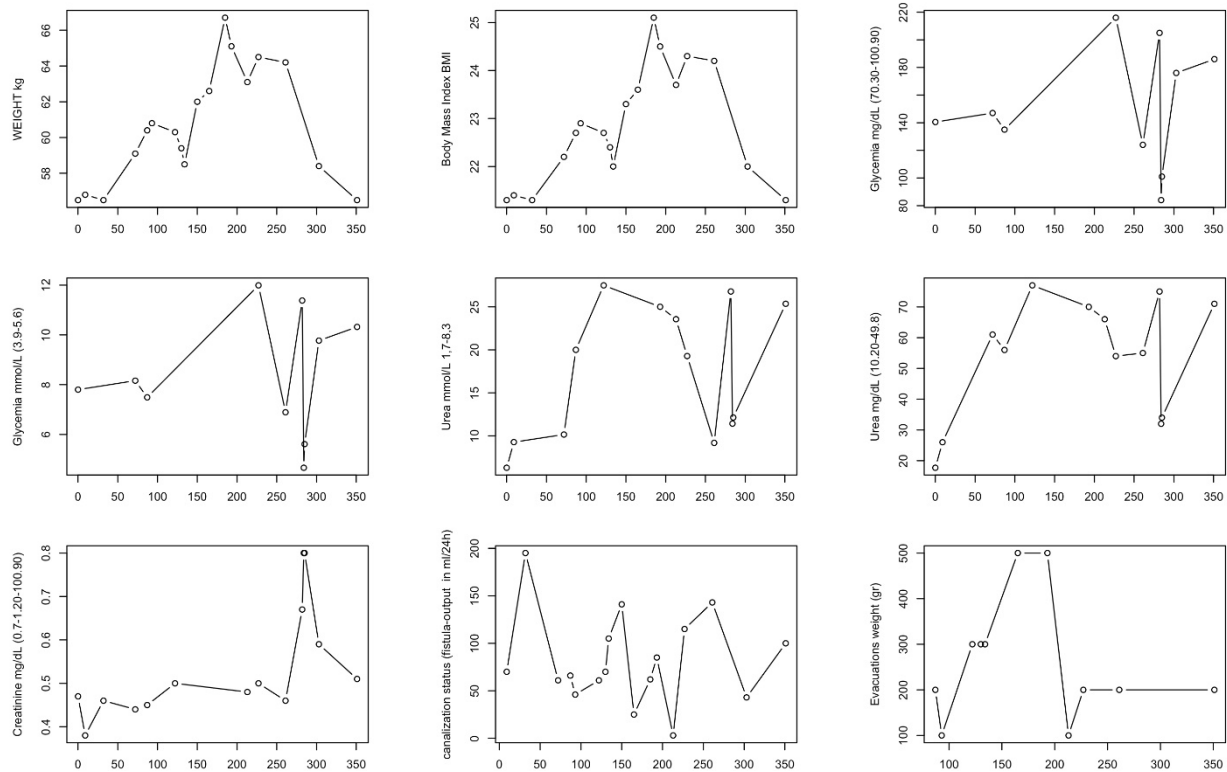 WEIGHT kg
58 60 62 64 66
0 50 100 150 200 250 300 350
Body Mass Index BMI
22 23 24 25
0 50 100 150 200 250 300 350
Glycemia mg/dL (70.30-100.90)
80 100 140 180 220
0 50 100 150 200 250 300 350
Glycemia mmol/L (3.9-5.6)
6 8 10 12
0 50 100 150 200 250 300 350
Urea mmol/L 1,7-8,3
10 15 20 25
0 50 100 150 200 250 300 350
Urea mg/dL (10.20-49.8)
20 30 40 50 60 70
0 50 100 150 200 250 300 350
Creatinine mg/dL (0.7-1.20-100.90)
0.4 0.5 0.6 0.7 0.8
0 50 100 150 200 250 300 350
canalization status (fistula-output in ml/24h)
0 50 100 150 200
0 50 100 150 200 250 300 350
Evacuations weight (gr)
100 200 300 400 500
100 150 200 250 300 350